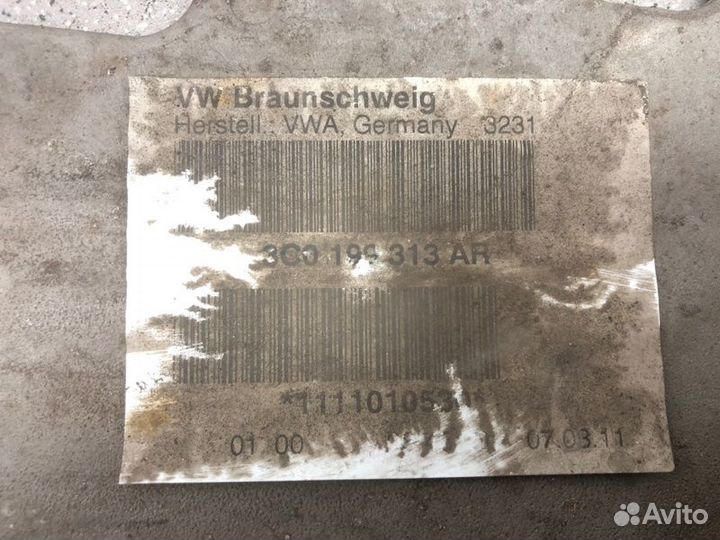 VW Braunschweig
Herstell.: VWA, Germany 3231
3C0 199 313 AR
01 00
07.03.11
Avito